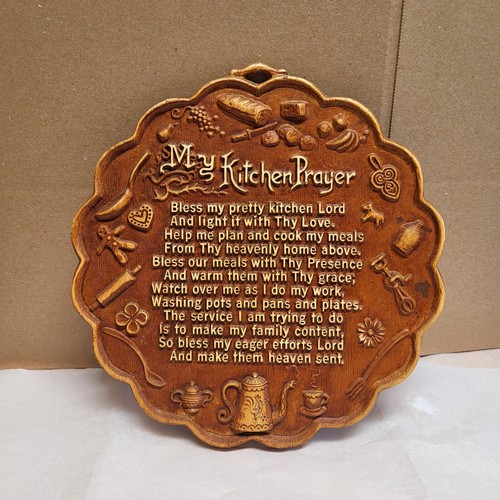 My Kitchen Prayer
Bless my pretty kitchen Lord
And light it with Thy Love.
Help me plan and cook my meals
From Thy heavenly home above.
Bless our meals with Thy Presence
And warm them with Thy grace,
Watch over me as I do my work,
Washing pots and pans and plates.
The service I am trying to do
Is to make my family content,
So bless my eager efforts Lord
And make them heaven sent.